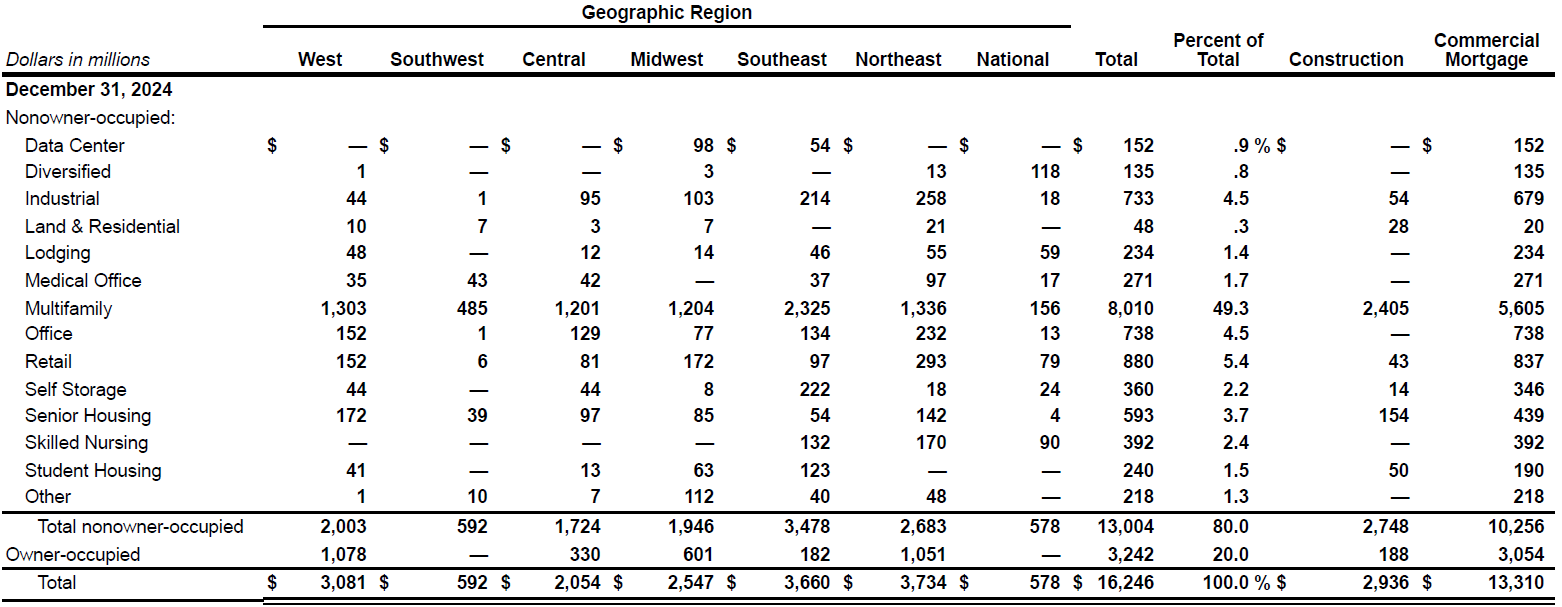 Geographic Region
Dollars in millions West Southwest Central Midwest Southeast Northeast National Total Percent of Total Construction Commercial Mortgage
December 31, 2024
Nonowner-occupied:
Data Center $ — $ — $ — $ 98 $ 54 $ — $ — $ 152 .9 % $ — $ 152
Diversified 1 — — 3 — 13 118 135 .8 — 135
Industrial 44 1 95 103 214 258 18 733 4.5 54 679
Land & Residential 10 7 3 7 — 21 — 48 .3 28 20
Lodging 48 — 12 14 46 55 59 234 1.4 — 234
Medical Office 35 43 42 — 37 97 17 271 1.7 — 271
Multifamily 1,303 485 1,201 1,204 2,325 1,336 156 8,010 49.3 2,405 5,605
Office 152 1 129 77 134 232 13 738 4.5 — 738
Retail 152 6 81 172 97 293 79 880 5.4 43 837
Self Storage 44 — 44 8 222 18 24 360 2.2 14 346
Senior Housing 172 39 97 85 54 142 4 593 3.7 154 439
Skilled Nursing — — — — 132 170 90 392 2.4 — 392
Student Housing 41 — 13 63 123 — — 240 1.5 50 190
Other 1 10 7 112 40 48 — 218 1.3 — 218
Total nonowner-occupied 2,003 592 1,724 1,946 3,478 2,683 578 13,004 80.0 2,748 10,256
Owner-occupied 1,078 — 330 601 182 1,051 — 3,242 20.0 188 3,054
Total $ 3,081 $ 592 $ 2,054 $ 2,547 $ 3,660 $ 3,734 $ 578 $ 16,246 100.0 % $ 2,936 $ 13,310